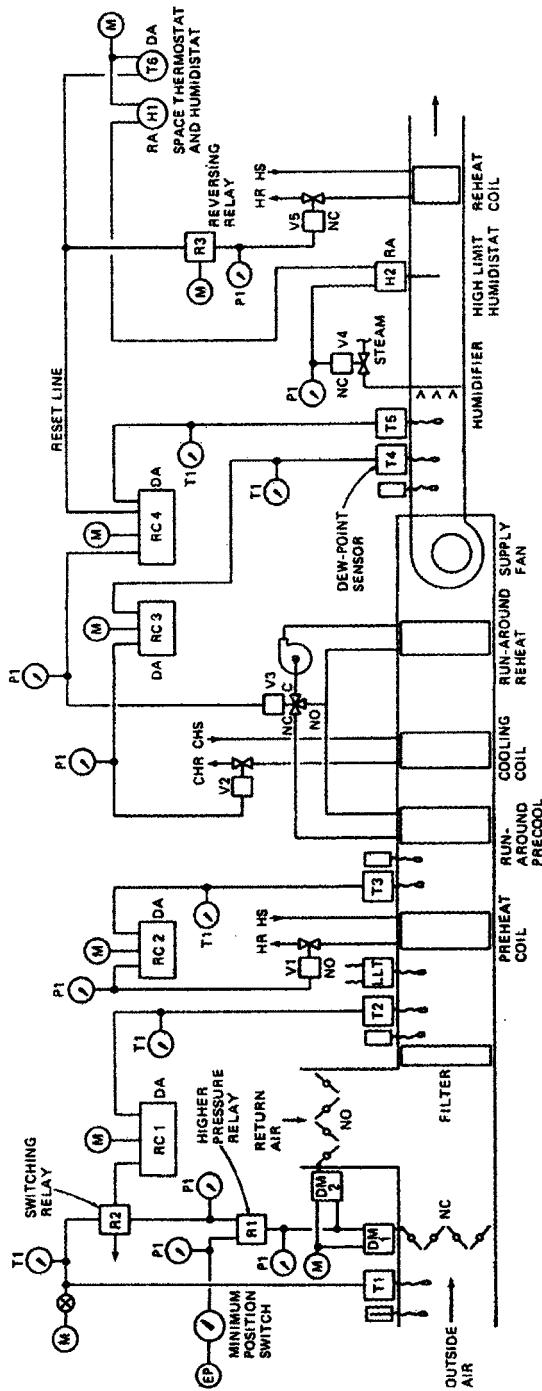 SWITCHING
RELAY
T1
M
R2
EP
P1
MINIMUM
POSITION
SWITCH
P1
HIGHER
PRESSURE
RELAY
R1
P1
M
DM
1
DM
2
T1
OUTSIDE
AIR
NC
RETURN
AIR
NO
FILTER
M
RC 1
DA
T1
T2
LLT
P1
M
RC 2
DA
T1
V1
NO
HR HS
T3
PREHEAT
COIL
RUN-
AROUND
PRECOOL
P1
V2
CHR CHS
COOLING
COIL
P1
M
RC 3
DA
V3
NC
C
NO
RUN-AROUND
REHEAT
SUPPLY
FAN
M
RC 4
DA
T1
T1
DEW-POINT
SENSOR
T4
T5
RESET LINE
P1
V4
NC
STEAM
HUMIDIFIER
H2
RA
HIGH LIMIT
HUMIDISTAT
M
R3
REVERSING
RELAY
P1
V5
NC
HR HS
REHEAT
COIL
M
RA
H1
T6
DA
SPACE THERMOSTAT
AND HUMIDISTAT